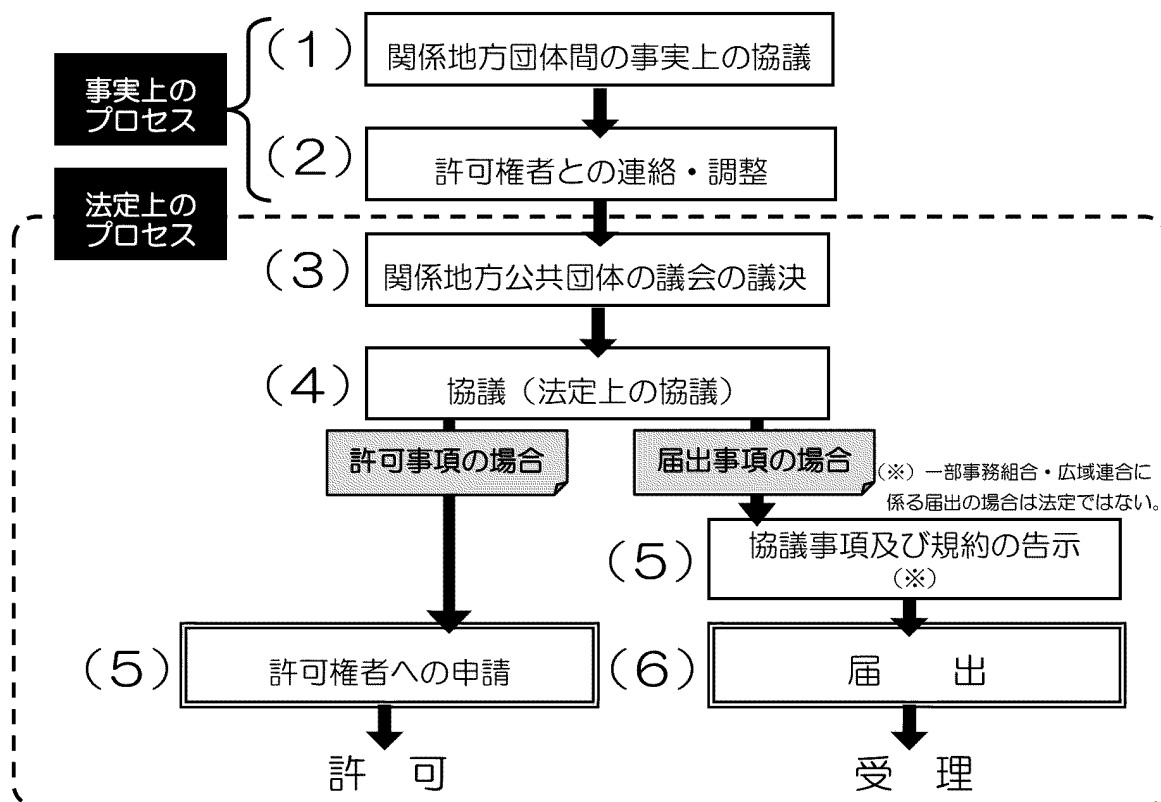 事実上の
プロセス
(1)
関係地方団体間の事実上の協議
(2)
許可権者との連絡・調整
法定上の
プロセス
(3)
関係地方公共団体の議会の議決
(4)
協議（法定上の協議）
許可事項の場合
届出事項の場合
(※) 一部事務組合・広域連合に
係る届出の場合は法定ではない。
(5)
協議事項及び規約の告示
(※)
(5)
許可権者への申請
(6)
届　出
許　可
受　理